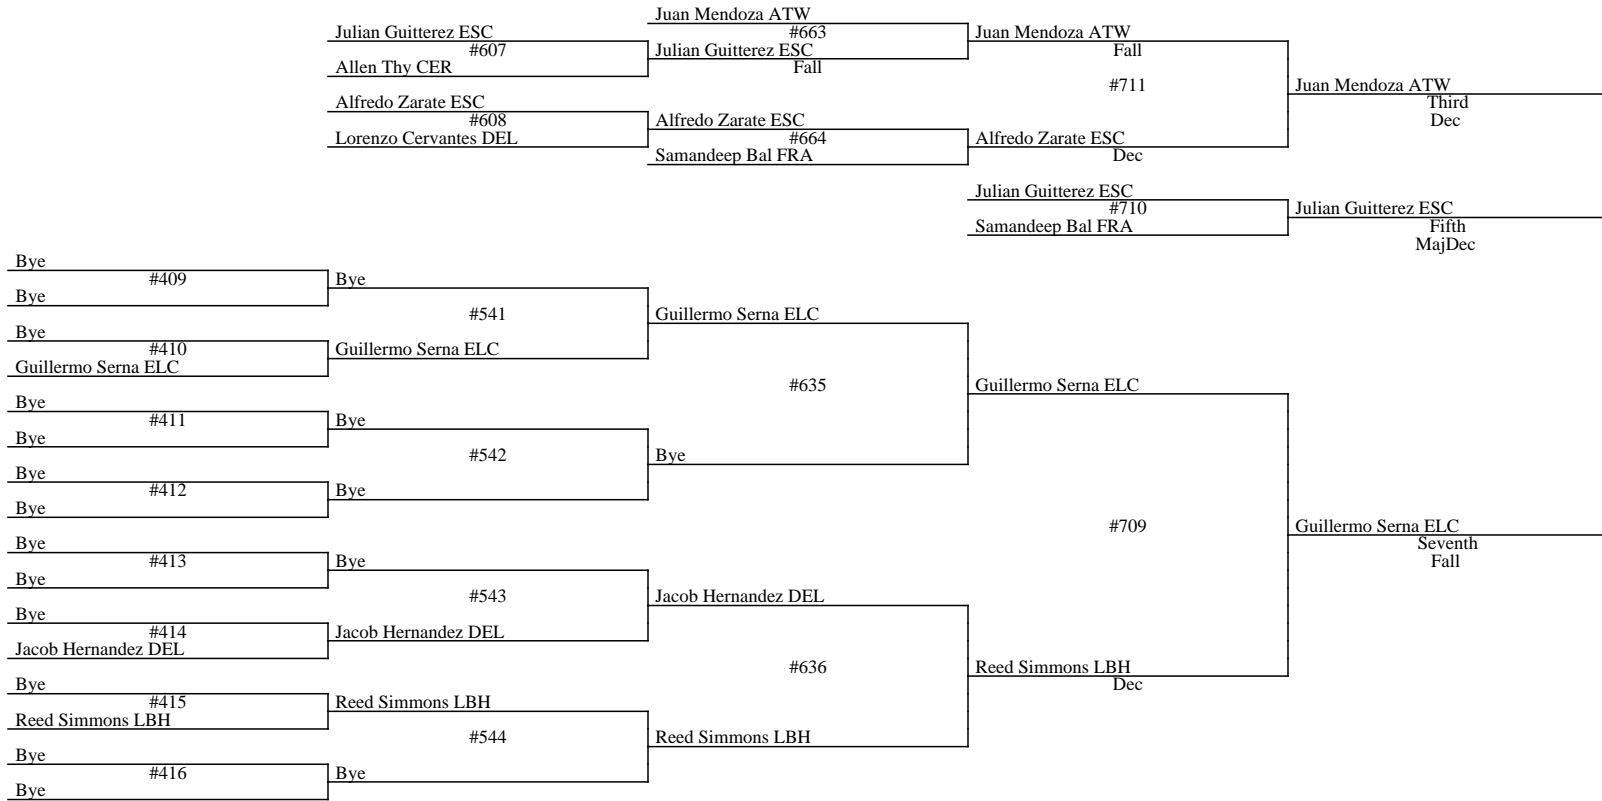 Juan Mendoza ATW
#663
Julian Guitterez ESC
#607
Allen Thy CER
Julian Guitterez ESC
Fall
Juan Mendoza ATW
Fall
#711
Juan Mendoza ATW
Third
Dec
Alfredo Zarate ESC
#608
Lorenzo Cervantes DEL
Alfredo Zarate ESC
#664
Samandeep Bal FRA
Alfredo Zarate ESC
Dec
Julian Guitterez ESC
#710
Samandeep Bal FRA
Julian Guitterez ESC
Fifth
MajDec
Bye
#409
Bye
Bye
#541
Bye
#410
Guillermo Serna ELC
Guillermo Serna ELC
Guillermo Serna ELC
#635
Guillermo Serna ELC
Bye
#411
Bye
Bye
#542
Bye
Bye
#412
Bye
Bye
#709
Guillermo Serna ELC
Seventh
Fall
Bye
#413
Bye
Bye
#543
Jacob Hernandez DEL
Bye
#414
Jacob Hernandez DEL
Jacob Hernandez DEL
#636
Reed Simmons LBH
Dec
Bye
#415
Reed Simmons LBH
Reed Simmons LBH
#544
Reed Simmons LBH
Bye
#416
Bye
Bye